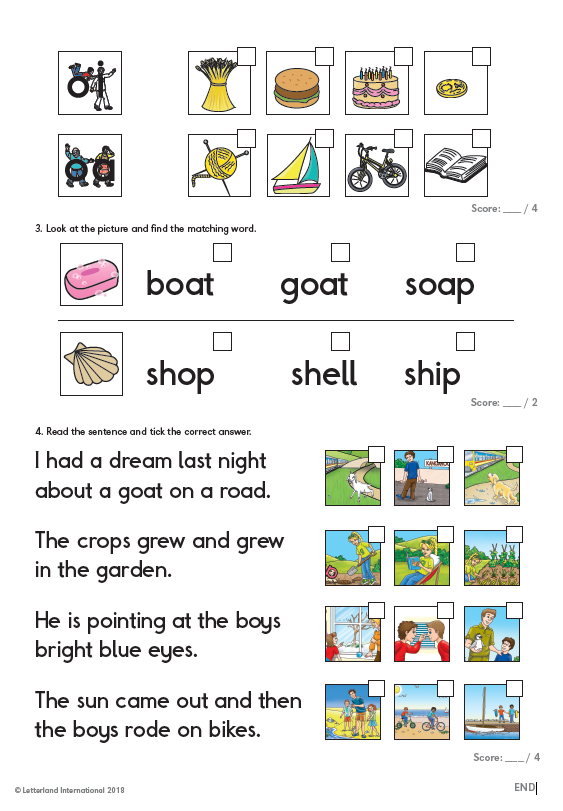 oa
Score: ___ / 4
3. Look at the picture and find the matching word.
boat goat soap
shop shell ship
Score: ___ / 2
4. Read the sentence and tick the correct answer.
I had a dream last night
about a goat on a road.
The crops grew and grew
in the garden.
He is pointing at the boys
bright blue eyes.
The sun came out and then
the boys rode on bikes.
Score: ___ / 4
© Letterland International 2018
END